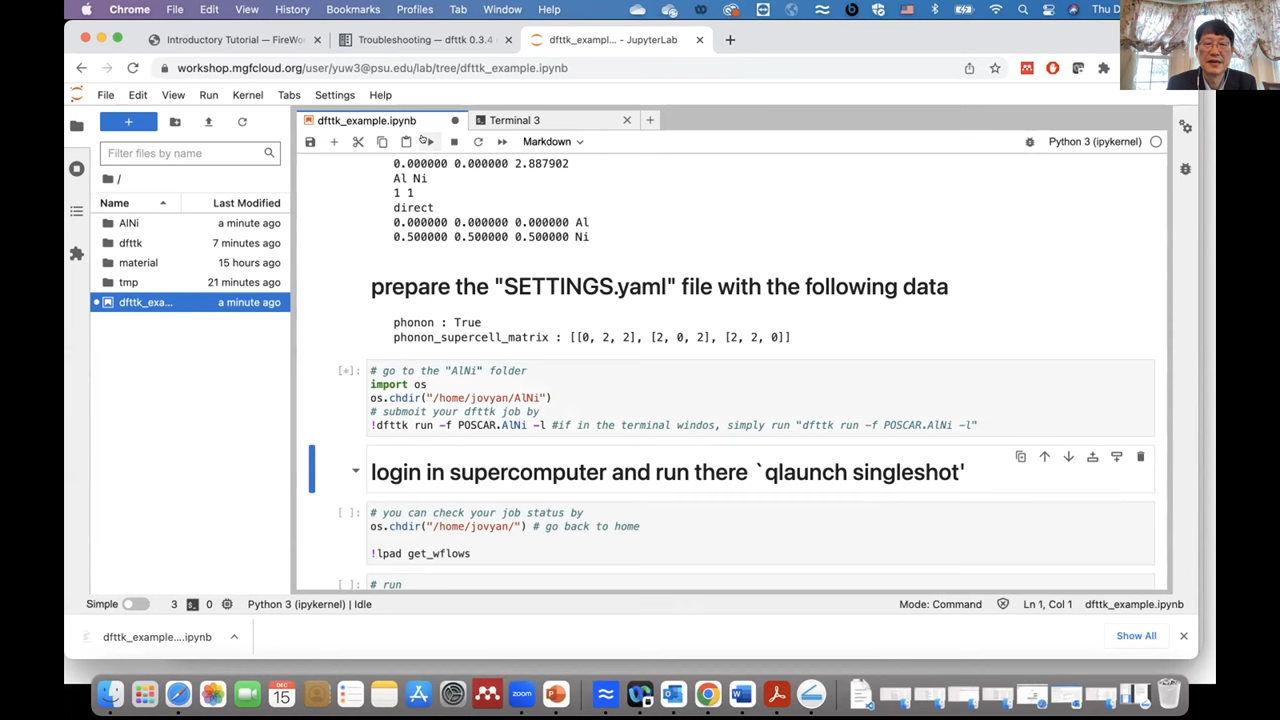 Chrome File Edit View History Bookmarks Profiles Tab Window Help Thu D
Introductory Tutorial — FireWo
Troubleshooting — dfttk 0.3.4
dfttk_exampl... - JupyterLab
workshop.mgfcloud.org/user/yuw3@psu.edu/lab/tree/dfttk_example.ipynb
File Edit View Run Kernel Tabs Settings Help
dfttk_example.ipynb
Terminal 3
Markdown
Python 3 (ipykernel)
Filter files by name
/
Name Last Modified
AlNi a minute ago
dfttk 7 minutes ago
material 15 hours ago
tmp 21 minutes ago
dfttk_exa... a minute ago
0.000000 0.000000 2.887902
Al Ni
1 1
direct
0.000000 0.000000 0.000000 Al
0.500000 0.500000 0.500000 Ni
prepare the "SETTINGS.yaml" file with the following data
phonon : True
phonon_supercell_matrix : [[0, 2, 2], [2, 0, 2], [2, 2, 0]]
[*]:
# go to the "AlNi" folder
import os
os.chdir("/home/jovyan/AlNi")
# submoit your dfttk job by
!dfttk run -f POSCAR.AlNi -l #if in the terminal windos, simply run "dfttk run -f POSCAR.AlNi -l"
login in supercomputer and run there `qlaunch singleshot'
[ ]:
# you can check your job status by
os.chdir("/home/jovyan/") # go back to home
!lpad get_wflows
[ ]:
# run
Simple 3 0 Python 3 (ipykernel) | Idle Mode: Command Ln 1, Col 1 dfttk_example.ipynb
dfttk_example....ipynb
Show All
DEC
15
zoom